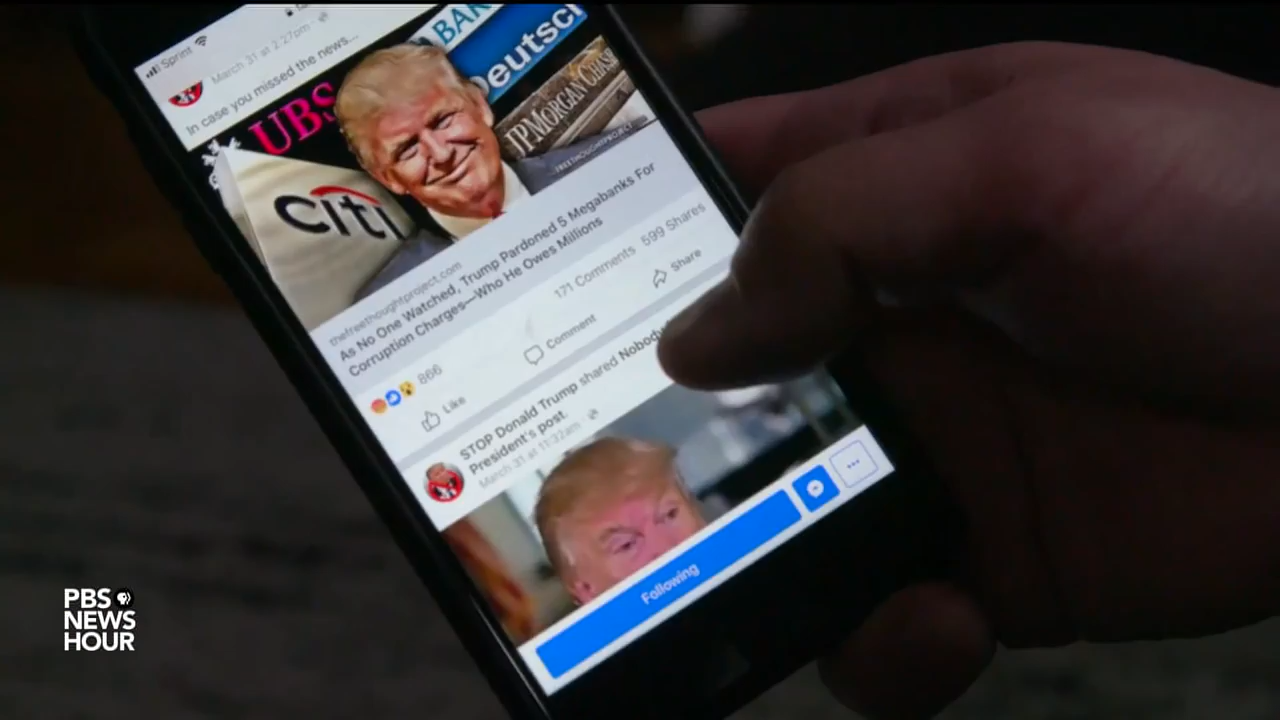 Sprint
March 31 at 2:27pm
In case you missed the news...
UBS
BAR
Deutsch
JPMORGAN CHASE
citi
FREETHOUGHTPROJECT
thefreethoughtproject.com
As No One Watched, Trump Pardoned 5 Megabanks For
Corruption Charges—Who He Owes Millions
866
171 Comments 599 Shares
Like
Comment
Share
STOP Donald Trump shared Nobody
President's post.
March 31 at 11:32am
Following
PBS
NEWS
HOUR